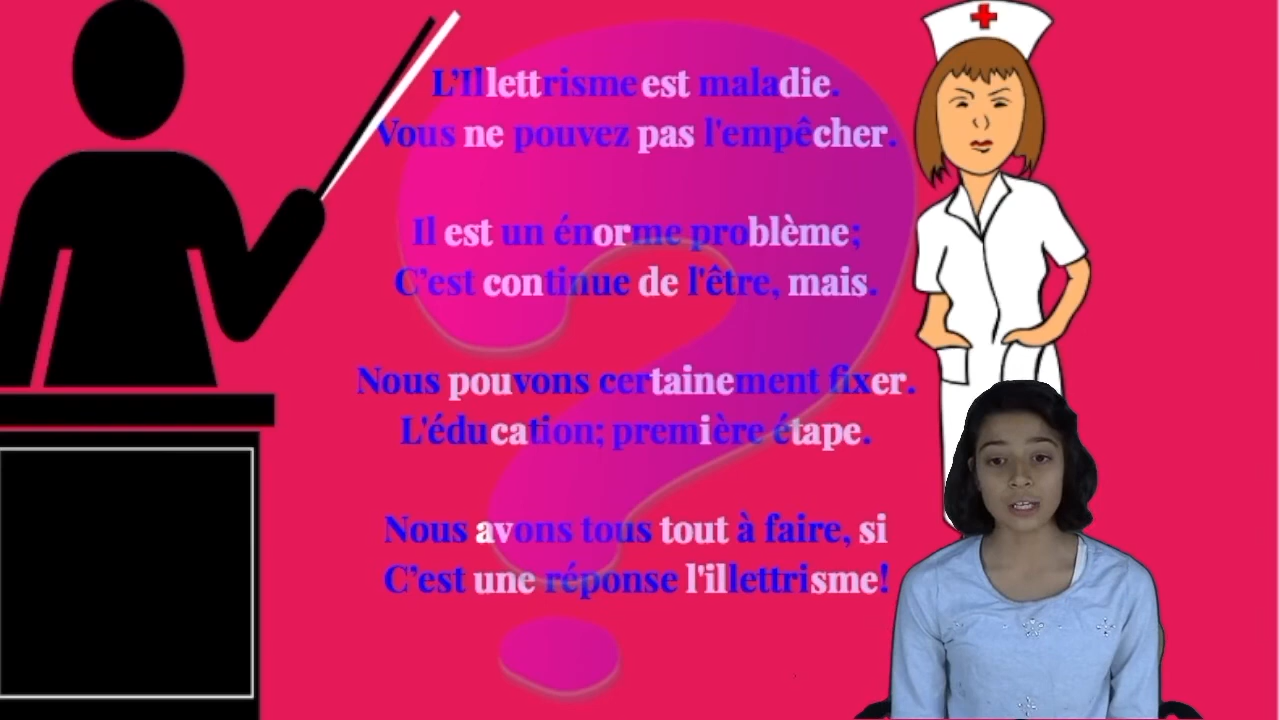 L’Illettrisme est maladie.
Vous ne pouvez pas l'empêcher.
Il est un énorme problème;
C’est continue de l'être, mais.
Nous pouvons certainement fixer.
L'éducation; première étape.
Nous avons tous tout à faire, si
C’est une réponse l'illettrisme!